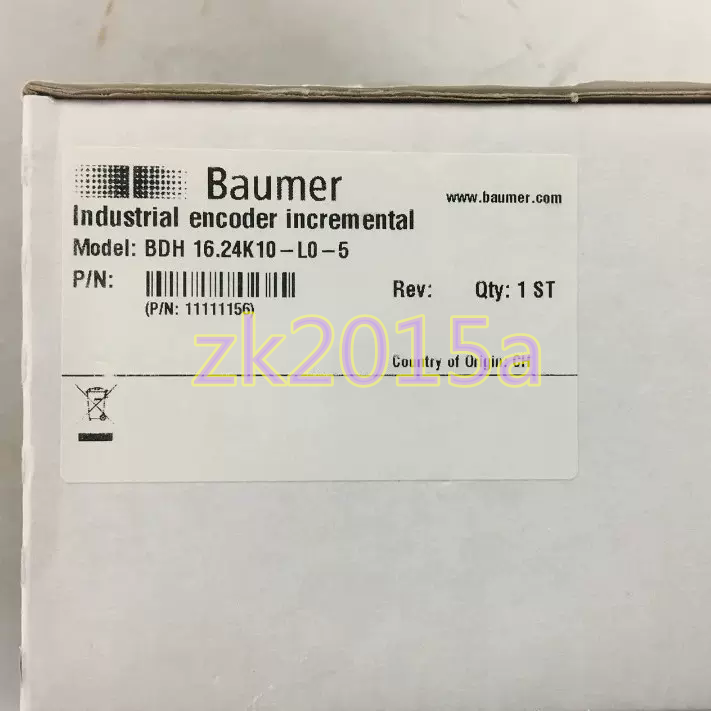 Baumer
www.baumer.com
Industrial encoder incremental
Model: BDH 16.24K10-L0-5
P/N:
Rev: Qty: 1 ST
(P/N: 11111156)
zk2015a
Country of Origin: CH